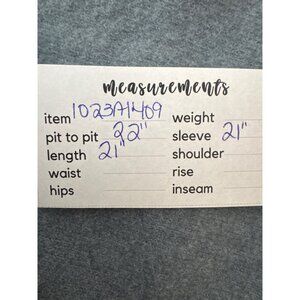 measurements
item 1023A1409 weight
pit to pit 22" sleeve 21"
length 21" shoulder
waist rise
hips inseam